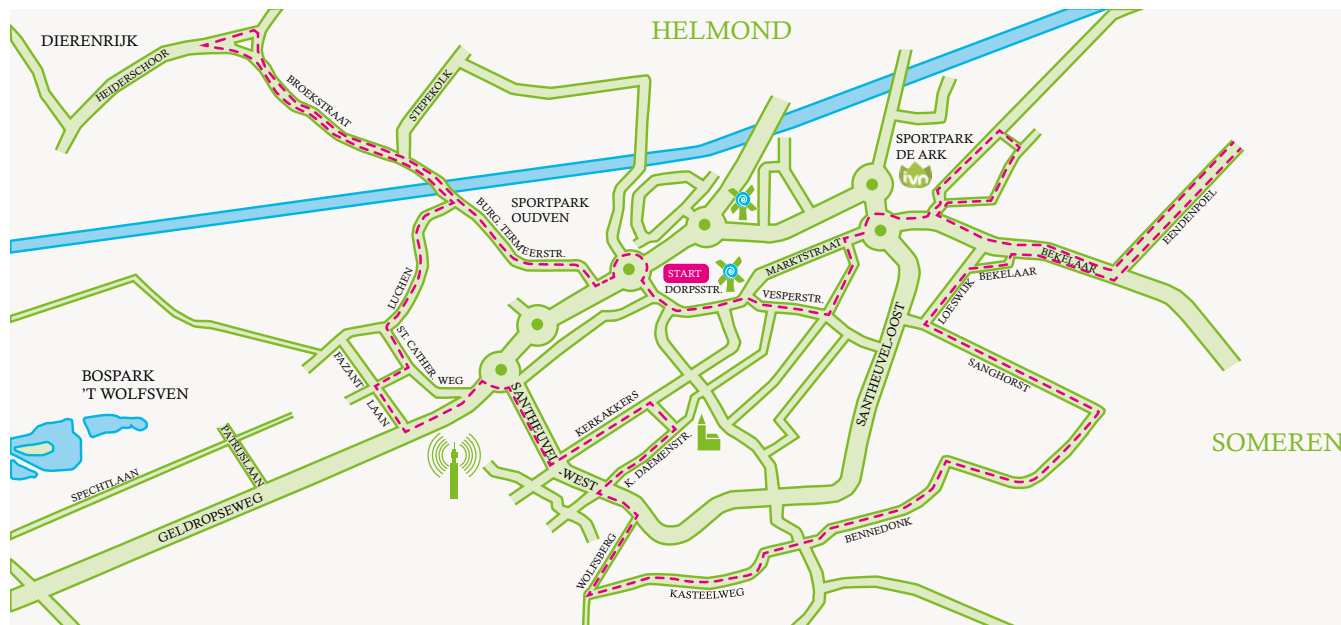 HELMOND
DIERENRIJK
HEIDERSCHOOR
BROEKSTRAAT
STEPEKOLK
SPORTPARK
DE ARK
ivn
SPORTPARK
OUDVEN
BURG. TERMEERSTR.
EENDENPOEL
MARKTSTRAAT
BEKELAAR
BEKELAAR
START
DORPSSTR.
VESPERSTR.
LUCHEN
LOESWIJK
ST. CATHER
WEG
FAZANT
LAAN
SANGHORST
SANTHEUVEL-OOST
BOSPARK
'T WOLFSVEN
SANTHEUVEL
-WEST
KERKAKKERS
K. DAEMENSTR.
SOMEREN
PATRIJSLAAN
SPECHTLAAN
GELDROPSEWEG
BENNEDONK
WOLFSBERG
KASTEELWEG